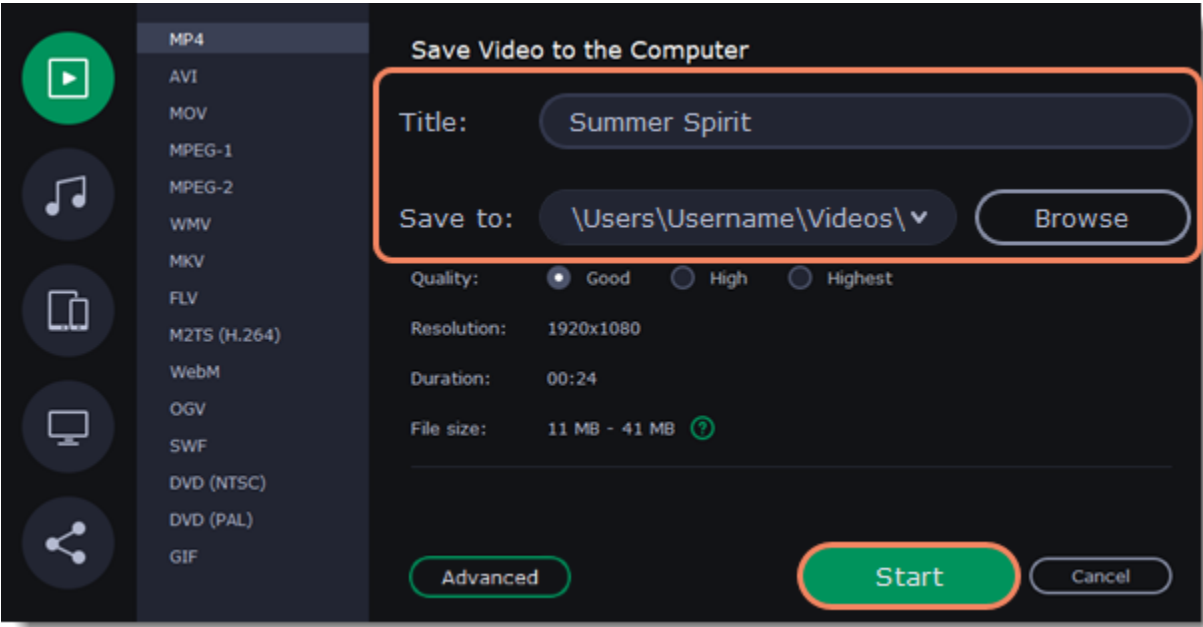 MP4
AVI
MOV
MPEG-1
MPEG-2
WMV
MKV
FLV
M2TS (H.264)
WebM
OGV
SWF
DVD (NTSC)
DVD (PAL)
GIF
Save Video to the Computer
Title: Summer Spirit
Save to: \Users\Username\Videos\ Browse
Quality: Good High Highest
Resolution: 1920x1080
Duration: 00:24
File size: 11 MB - 41 MB ?
Advanced Start Cancel